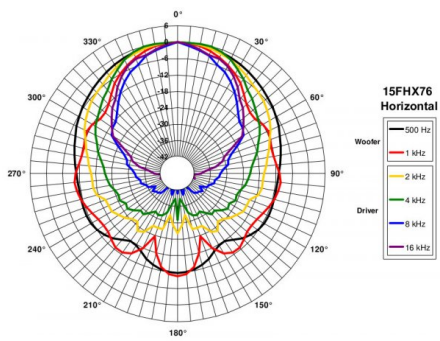 0°
330°
30°
6
0
-6
-12
-18
-24
-30
-36
42
300°
60°
270°
90°
240°
120°
210°
150°
180°
15FHX76
Horizontal
Woofer
500 Hz
1 kHz
Driver
2 kHz
4 kHz
8 kHz
16 kHz